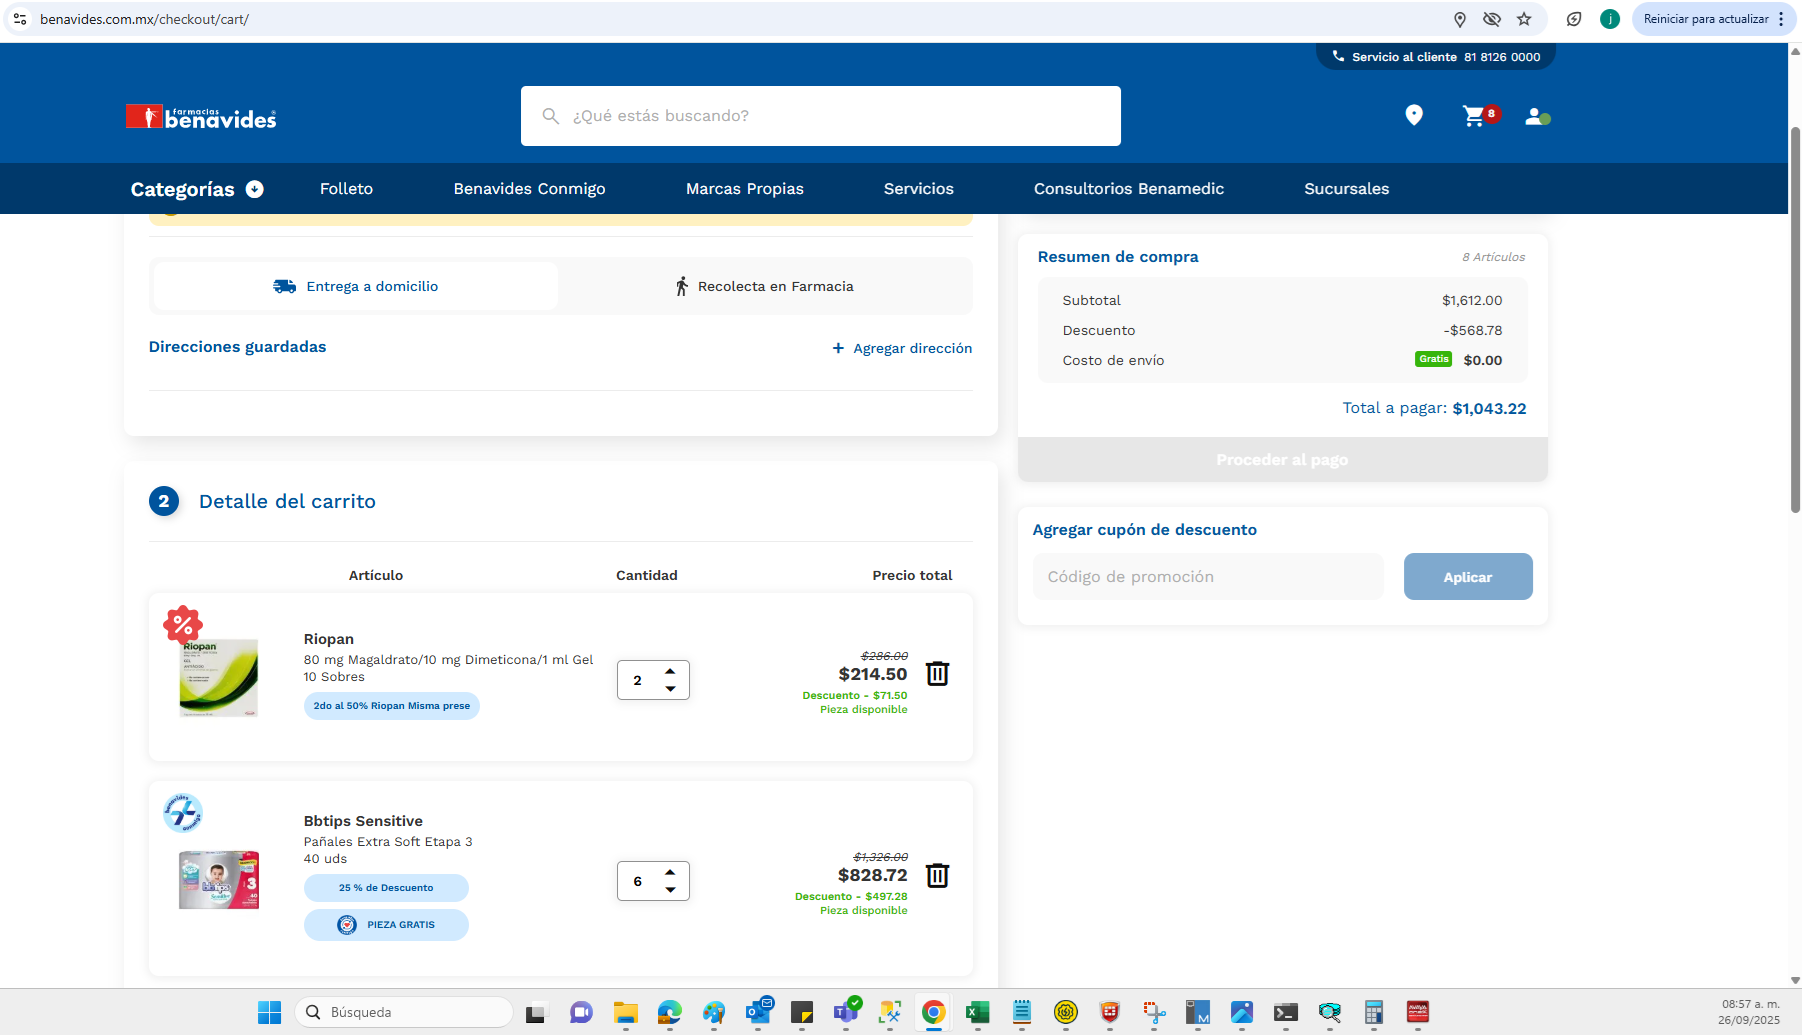 benavides.com.mx/checkout/cart/
j
Reiniciar para actualizar
Servicio al cliente 81 8126 0000
farmacias
benavides
¿Qué estás buscando?
8
Categorías
Folleto
Benavides Conmigo
Marcas Propias
Servicios
Consultorios Benamedic
Sucursales
Entrega a domicilio
Recolecta en Farmacia
Direcciones guardadas
+ Agregar dirección
Resumen de compra
8 Artículos
Subtotal
$1,612.00
Descuento
-$568.78
Costo de envío
Gratis
$0.00
Total a pagar: $1,043.22
Proceder al pago
Agregar cupón de descuento
Código de promoción
Aplicar
2
Detalle del carrito
Artículo
Cantidad
Precio total
%
Riopan
Riopan
80 mg Magaldrato/10 mg Dimeticona/1 ml Gel
10 Sobres
2do al 50% Riopan Misma prese
2
$286.00
$214.50
Descuento - $71.50
Pieza disponible
benavides
conmigo
bbtips
Sensitive
3
40
Bbtips Sensitive
Pañales Extra Soft Etapa 3
40 uds
25 % de Descuento
PIEZA GRATIS
6
$1,326.00
$828.72
Descuento - $497.28
Pieza disponible
Búsqueda
08:57 a. m.
26/09/2025